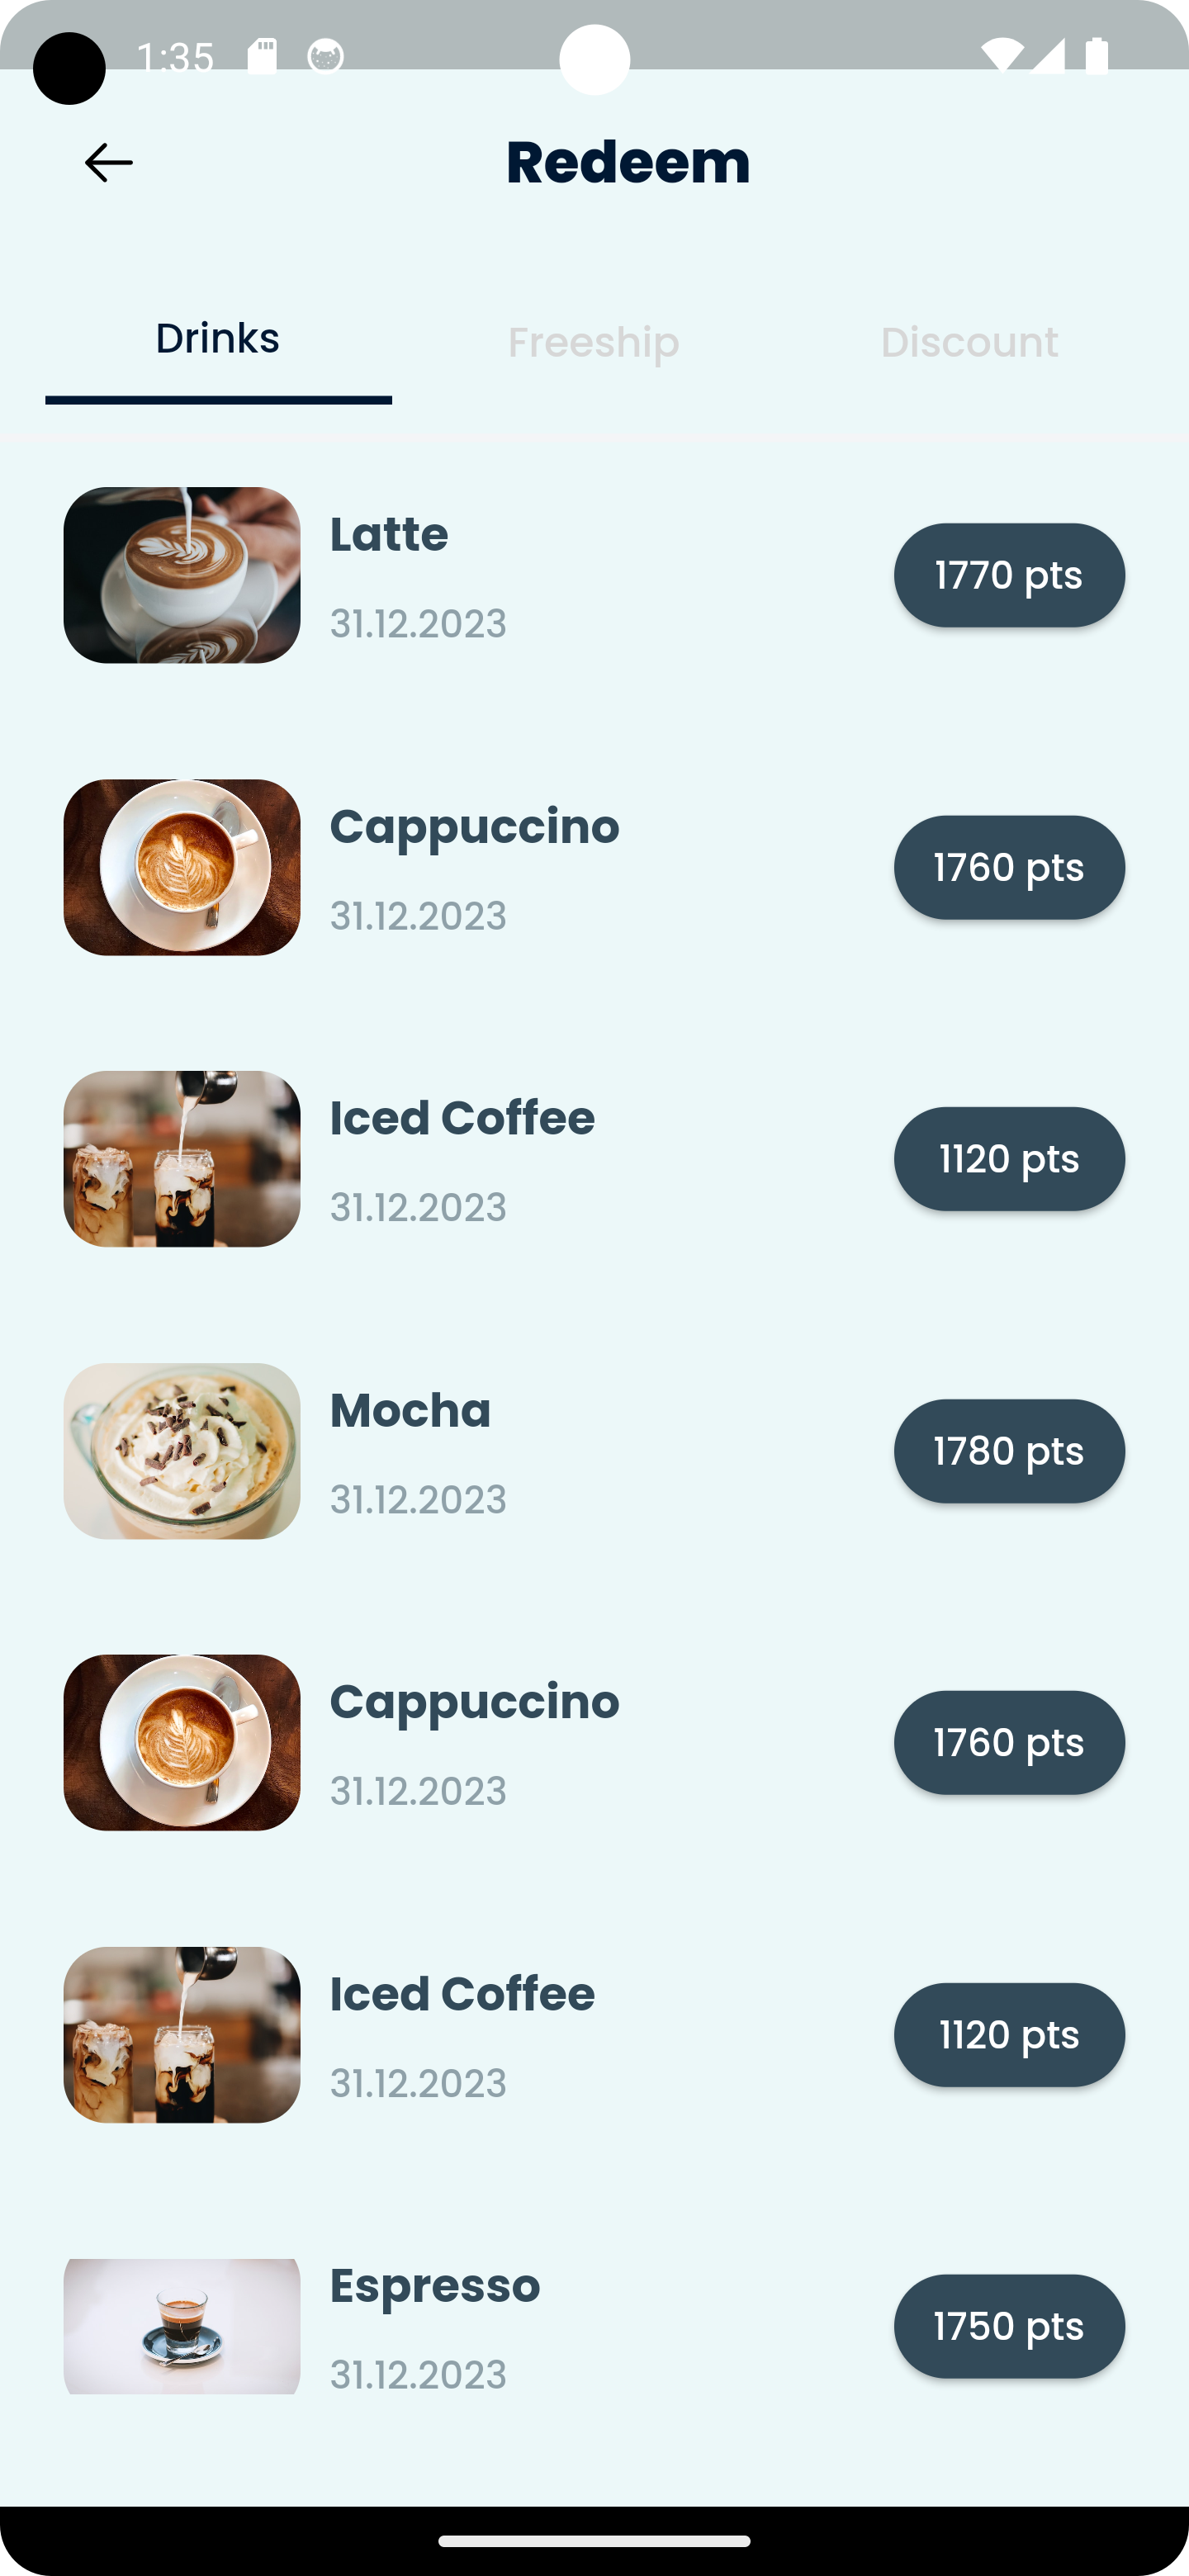 1:35
Redeem
Drinks Freeship Discount
Latte
31.12.2023
1770 pts
Cappuccino
31.12.2023
1760 pts
Iced Coffee
31.12.2023
1120 pts
Mocha
31.12.2023
1780 pts
Cappuccino
31.12.2023
1760 pts
Iced Coffee
31.12.2023
1120 pts
Espresso
31.12.2023
1750 pts